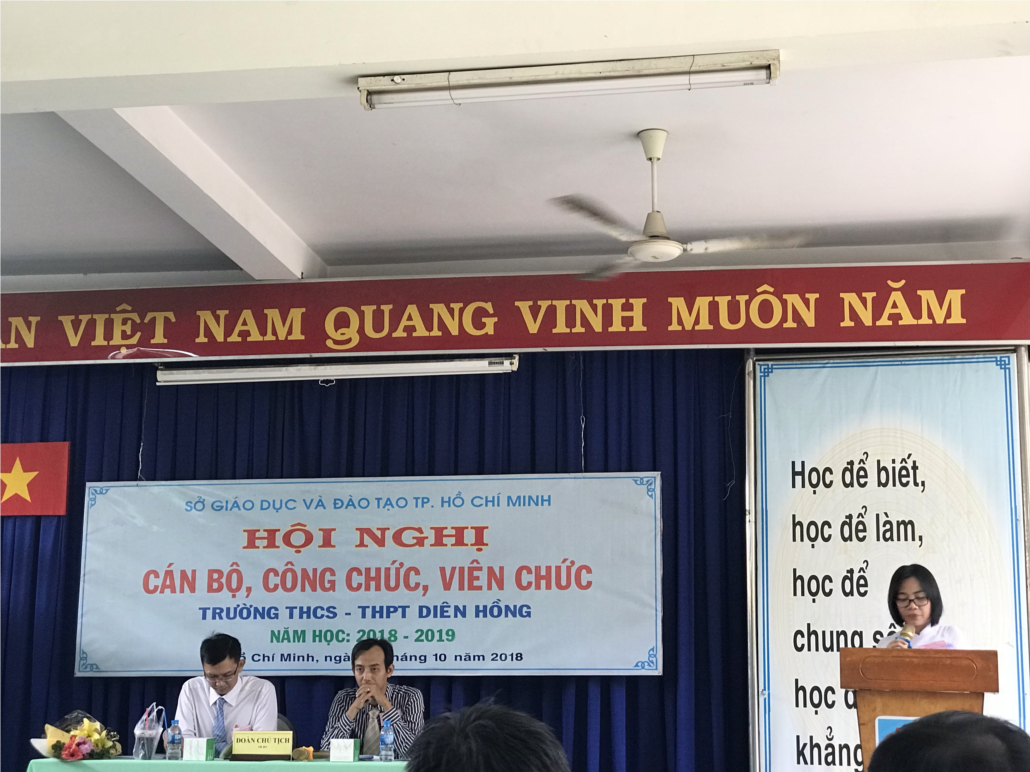 VIỆT NAM QUANG VINH MUÔN NĂM
SỞ GIÁO DỤC VÀ ĐÀO TẠO TP. HỒ CHÍ MINH
HỘI NGHỊ
CÁN BỘ, CÔNG CHỨC, VIÊN CHỨC
TRƯỜNG THCS - THPT DIÊN HỒNG
NĂM HỌC: 2018 - 2019
Chí Minh, tháng 10 năm 2018
Học để biết,
học để làm,
học để
chung
học
khẳng
ĐOÀN CHỦ TỊCH